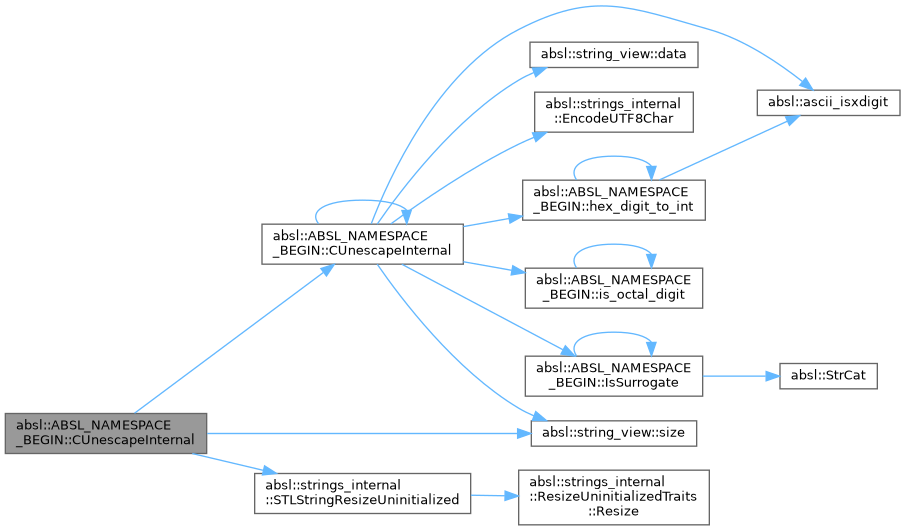 absl::string_view::data
absl::strings_internal
::EncodeUTF8Char
absl::ascii_isxdigit
absl::ABSL_NAMESPACE
_BEGIN::hex_digit_to_int
absl::ABSL_NAMESPACE
_BEGIN::CUnescapeInternal
absl::ABSL_NAMESPACE
_BEGIN::is_octal_digit
absl::ABSL_NAMESPACE
_BEGIN::IsSurrogate
absl::StrCat
absl::ABSL_NAMESPACE
_BEGIN::CUnescapeInternal
absl::string_view::size
absl::strings_internal
::STLStringResizeUninitialized
absl::strings_internal
::ResizeUninitializedTraits
::Resize